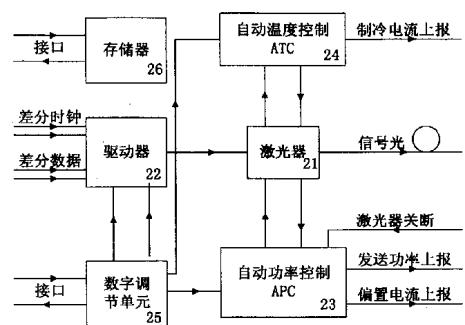 接口
存储器
26
自动温度控制
ATC
24
制冷电流上报
差分时钟
差分数据
驱动器
22
激光器
21
信号光
激光器关断
接口
数字调
节单元
25
自动功率控制
APC
23
发送功率上报
偏置电流上报